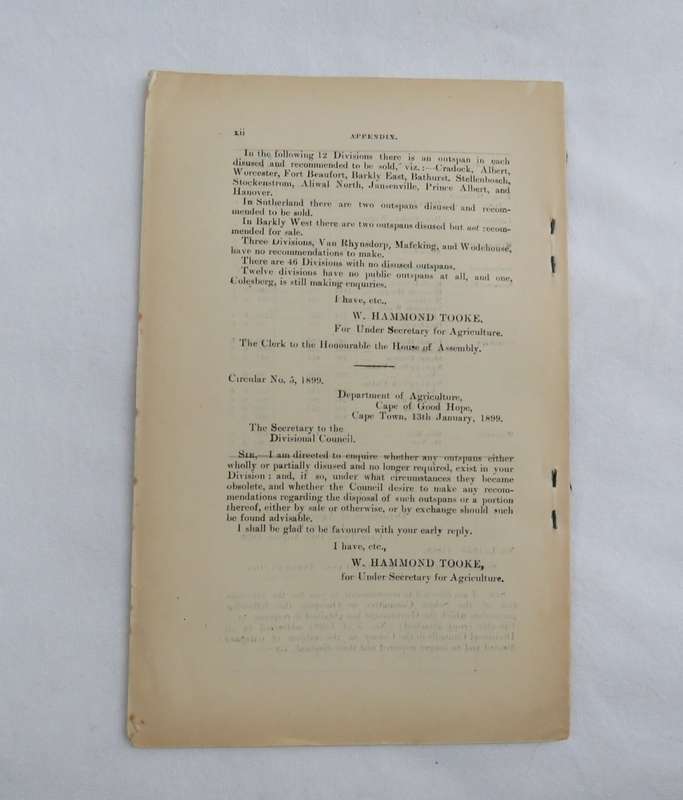 xii
APPENDIX.
In the following 12 Divisions there is an outspan in each
disused and recommended to be sold, viz.:—Cradock, Albert,
Worcester, Fort Beaufort, Barkly East, Bathurst, Stellenbosch,
Stockenstrom, Aliwal North, Jansenville, Prince Albert, and
Hanover.
In Sutherland there are two outspans disused and recom-
mended to be sold.
In Barkly West there are two outspans disused but not recom-
mended for sale.
Three Divisions, Van Rhynsdorp, Mafeking, and Wodehouse,
have no recommendations to make.
There are 46 Divisions with no disused outspans.
Twelve divisions have no public outspans at all, and one,
Colesberg, is still making enquiries.
I have, etc.,
W. HAMMOND TOOKE,
For Under Secretary for Agriculture.
The Clerk to the Honourable the House of Assembly.
Circular No. 5, 1899.
Department of Agriculture,
Cape of Good Hope,
Cape Town, 13th January, 1899.
The Secretary to the
Divisional Council.
SIR,—I am directed to enquire whether any outspans either
wholly or partially disused and no longer required, exist in your
Division; and, if so, under what circumstances they became
obsolete, and whether the Council desire to make any recom-
mendations regarding the disposal of such outspans or a portion
thereof, either by sale or otherwise, or by exchange should such
be found advisable.
I shall be glad to be favoured with your early reply.
I have, etc.,
W. HAMMOND TOOKE,
for Under Secretary for Agriculture.